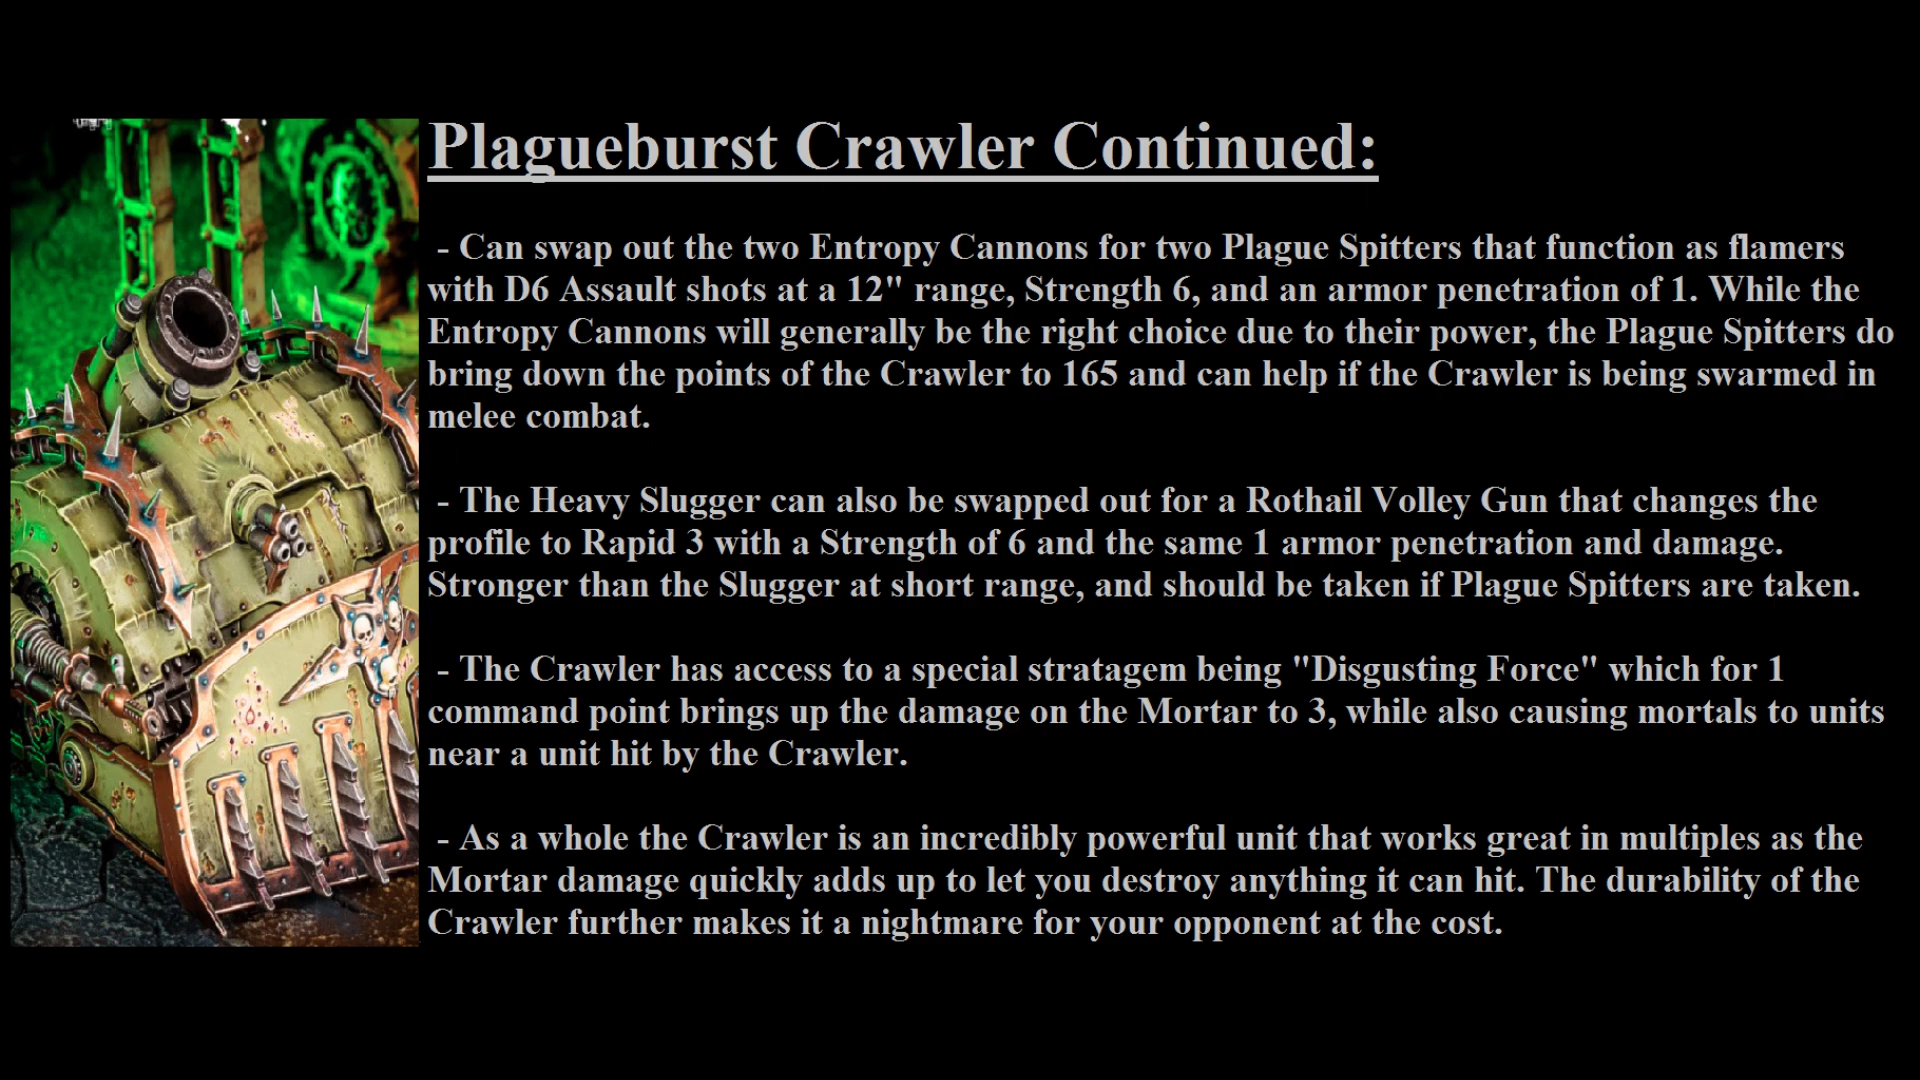 Plagueburst Crawler Continued:
- Can swap out the two Entropy Cannons for two Plague Spitters that function as flamers
with D6 Assault shots at a 12" range, Strength 6, and an armor penetration of 1. While the
Entropy Cannons will generally be the right choice due to their power, the Plague Spitters do
bring down the points of the Crawler to 165 and can help if the Crawler is being swarmed in
melee combat.
- The Heavy Slugger can also be swapped out for a Rothail Volley Gun that changes the
profile to Rapid 3 with a Strength of 6 and the same 1 armor penetration and damage.
Stronger than the Slugger at short range, and should be taken if Plague Spitters are taken.
- The Crawler has access to a special stratagem being "Disgusting Force" which for 1
command point brings up the damage on the Mortar to 3, while also causing mortals to units
near a unit hit by the Crawler.
- As a whole the Crawler is an incredibly powerful unit that works great in multiples as the
Mortar damage quickly adds up to let you destroy anything it can hit. The durability of the
Crawler further makes it a nightmare for your opponent at the cost.